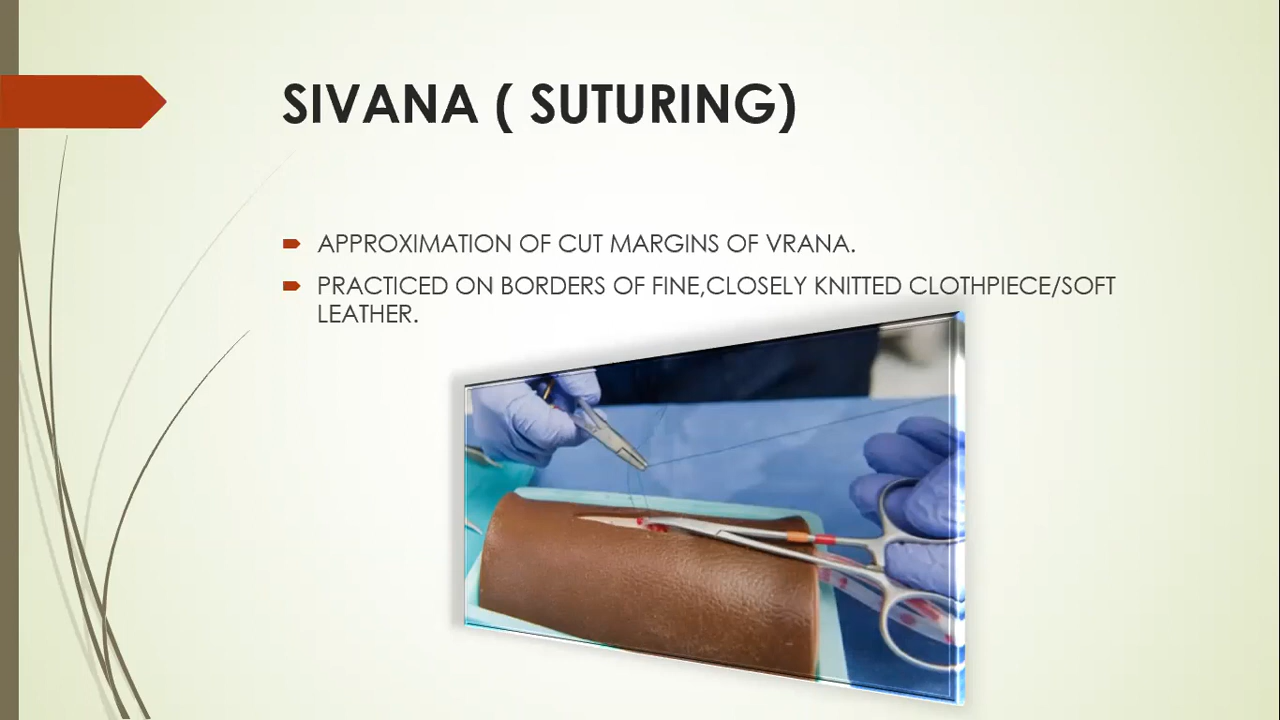 SIVANA ( SUTURING)
APPROXIMATION OF CUT MARGINS OF VRANA.
PRACTICED ON BORDERS OF FINE,CLOSELY KNITTED CLOTHPIECE/SOFT
LEATHER.